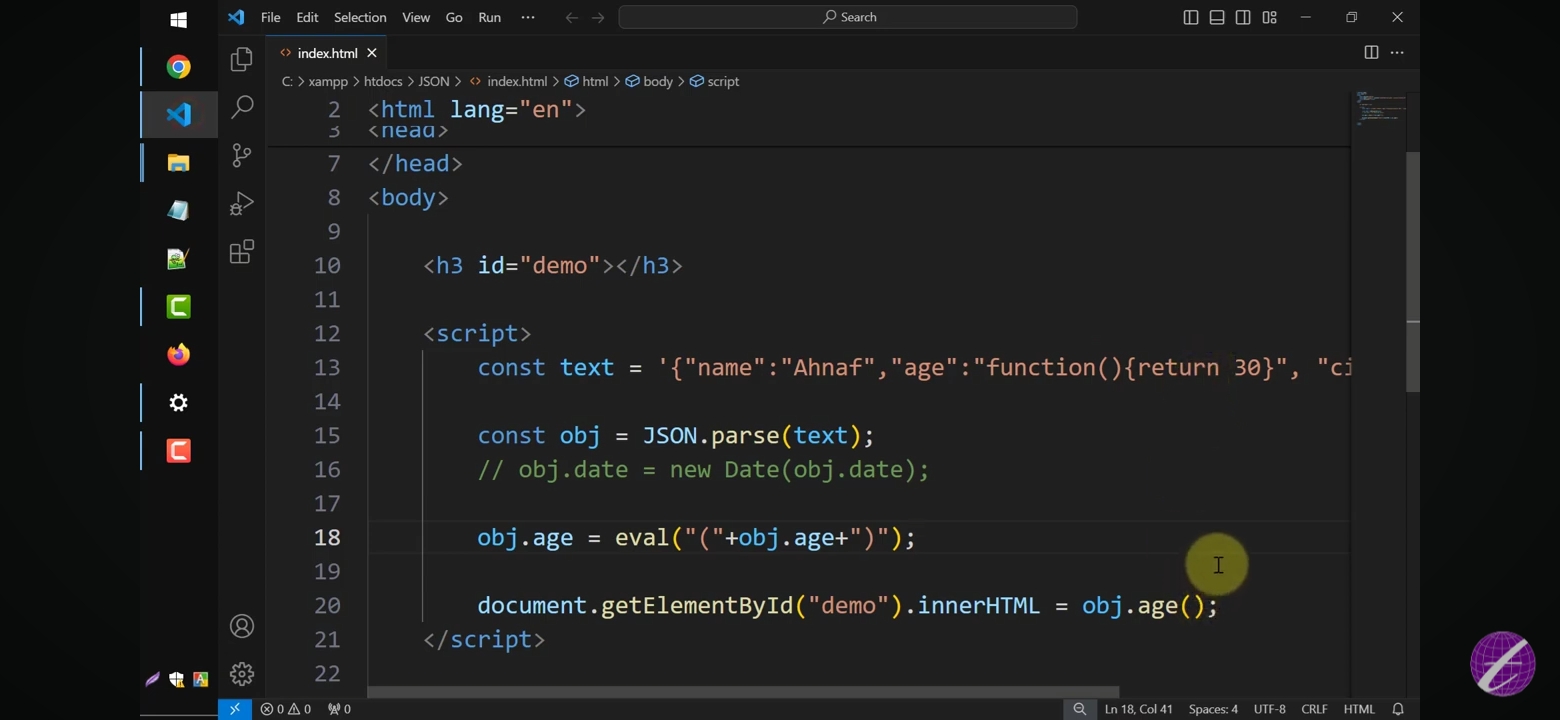 File Edit Selection View Go Run ··· Search
index.html
C: > xampp > htdocs > JSON > index.html > html > body > script
2 <html lang="en">
3 <head>
7 </head>
8 <body>
9
10 <h3 id="demo"></h3>
11
12 <script>
13 const text = '{"name":"Ahnaf","age":"function(){return 30}", "ci
14
15 const obj = JSON.parse(text);
16 // obj.date = new Date(obj.date);
17
18 obj.age = eval("("+obj.age+")");
19
20 document.getElementById("demo").innerHTML = obj.age();
21 </script>
22
0 0 0 Ln 18, Col 41 Spaces: 4 UTF-8 CRLF HTML